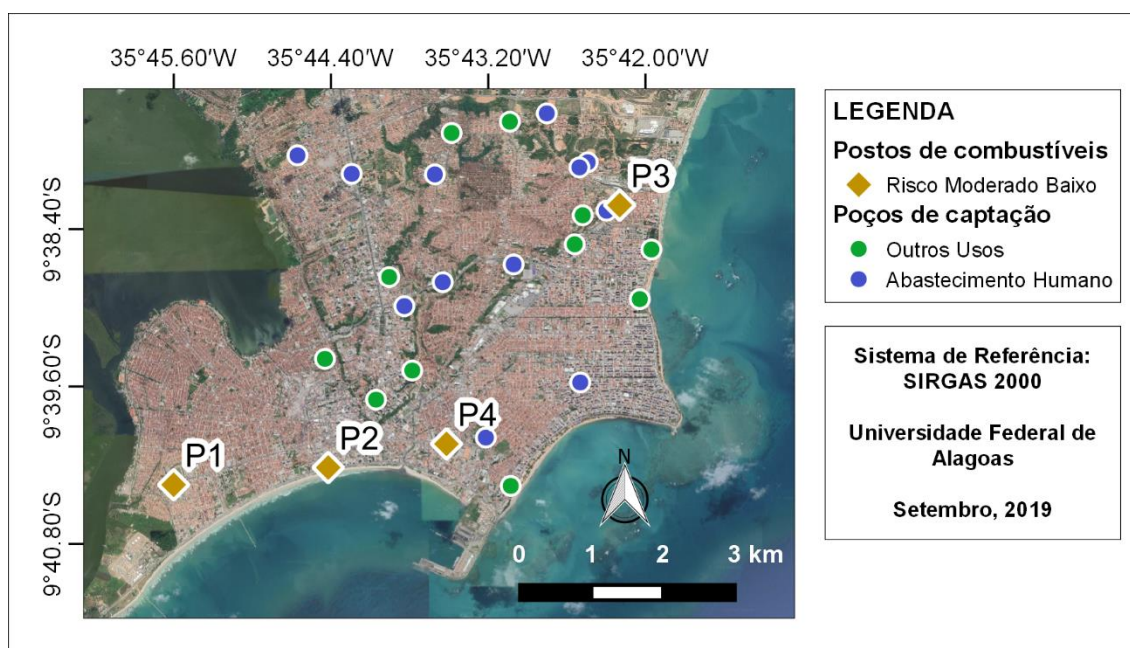 35°45.60'W 35°44.40'W 35°43.20'W 35°42.00'W
9°38.40'S
9°39.60'S
9°40.80'S
P3
P4
P2
P1
N
0 1 2 3 km
LEGENDA
Postos de combustíveis
Risco Moderado Baixo
Poços de captação
Outros Usos
Abastecimento Humano
Sistema de Referência:
SIRGAS 2000
Universidade Federal de
Alagoas
Setembro, 2019